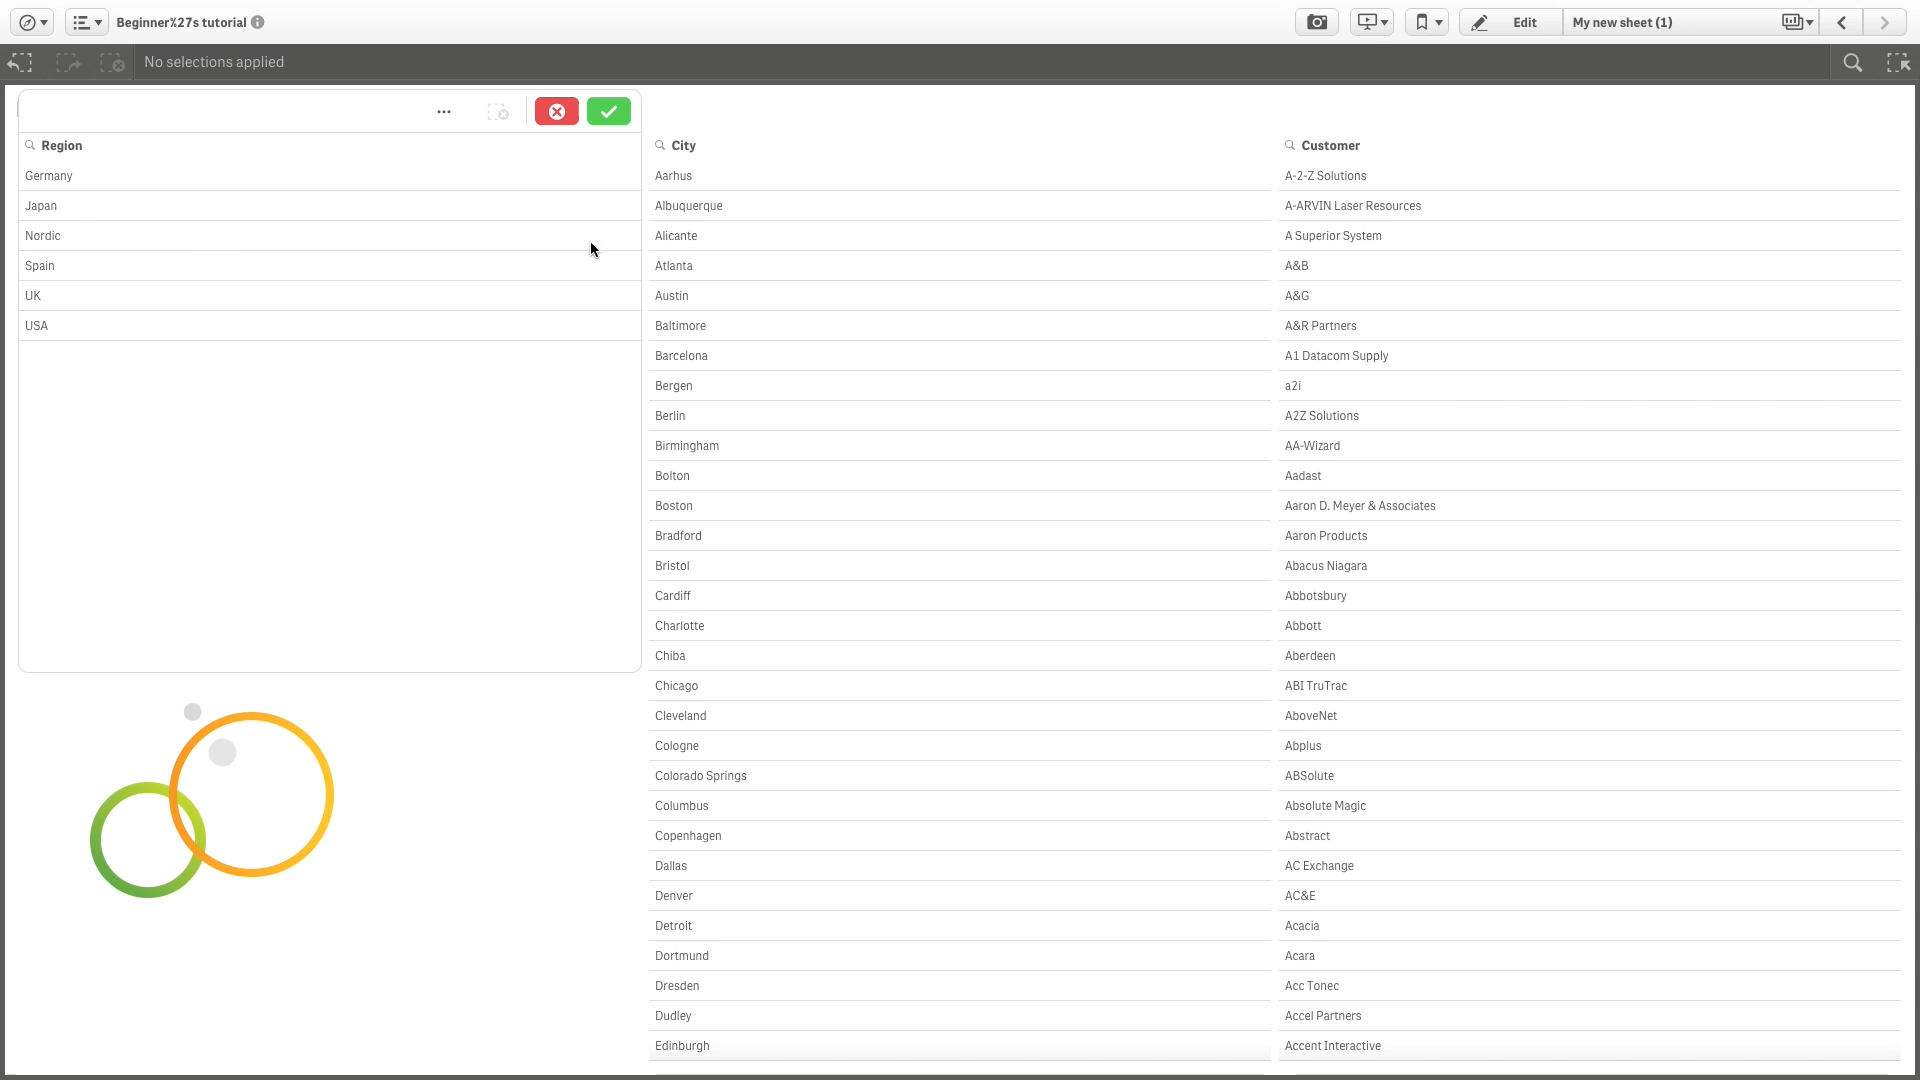 Beginner%27s tutorial
Edit
My new sheet (1)
No selections applied
Region
Germany
Japan
Nordic
Spain
UK
USA
City
Aarhus
Albuquerque
Alicante
Atlanta
Austin
Baltimore
Barcelona
Bergen
Berlin
Birmingham
Bolton
Boston
Bradford
Bristol
Cardiff
Charlotte
Chiba
Chicago
Cleveland
Cologne
Colorado Springs
Columbus
Copenhagen
Dallas
Denver
Detroit
Dortmund
Dresden
Dudley
Edinburgh
Customer
A-2-Z Solutions
A-ARVIN Laser Resources
A Superior System
A&B
A&G
A&R Partners
A1 Datacom Supply
a2i
A2Z Solutions
AA-Wizard
Aadast
Aaron D. Meyer & Associates
Aaron Products
Abacus Niagara
Abbotsbury
Abbott
Aberdeen
ABI TruTrac
AboveNet
Abplus
ABSolute
Absolute Magic
Abstract
AC Exchange
AC&E
Acacia
Acara
Acc Tonec
Accel Partners
Accent Interactive